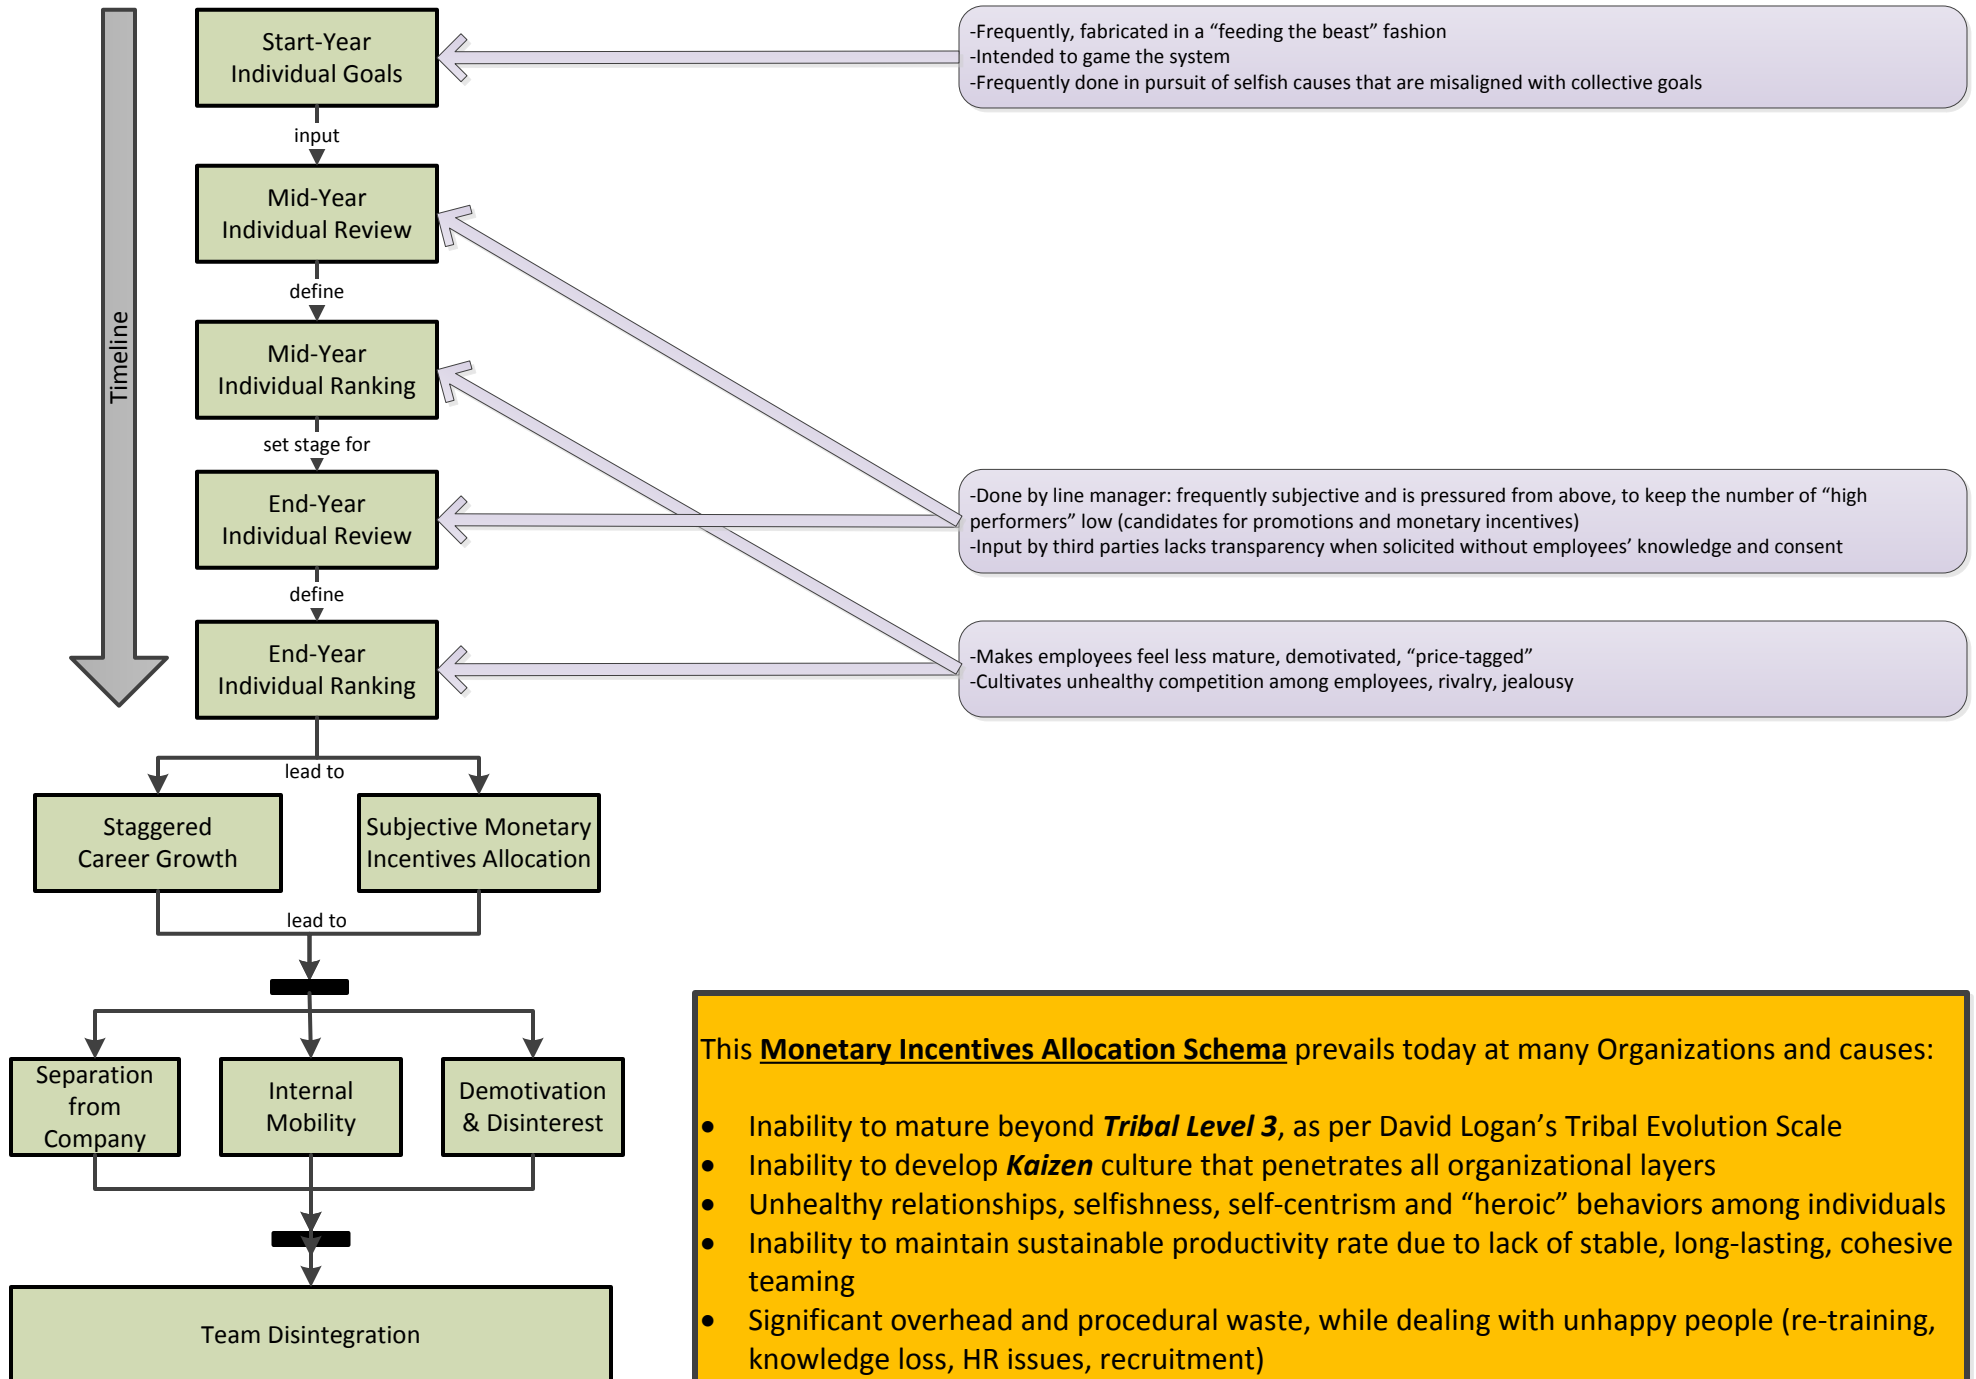 Timeline
Start-Year
Individual Goals
-Frequently, fabricated in a “feeding the beast” fashion
-Intended to game the system
-Frequently done in pursuit of selfish causes that are misaligned with collective goals
input
Mid-Year
Individual Review
define
Mid-Year
Individual Ranking
set stage for
End-Year
Individual Review
-Done by line manager: frequently subjective and is pressured from above, to keep the number of “high
performers” low (candidates for promotions and monetary incentives)
-Input by third parties lacks transparency when solicited without employees’ knowledge and consent
define
End-Year
Individual Ranking
-Makes employees feel less mature, demotivated, “price-tagged”
-Cultivates unhealthy competition among employees, rivalry, jealousy
lead to
Staggered
Career Growth
Subjective Monetary
Incentives Allocation
lead to
Separation
from
Company
Internal
Mobility
Demotivation
& Disinterest
Team Disintegration
This Monetary Incentives Allocation Schema prevails today at many Organizations and causes:
• Inability to mature beyond Tribal Level 3, as per David Logan’s Tribal Evolution Scale
• Inability to develop Kaizen culture that penetrates all organizational layers
• Unhealthy relationships, selfishness, self-centrism and “heroic” behaviors among individuals
• Inability to maintain sustainable productivity rate due to lack of stable, long-lasting, cohesive
teaming
• Significant overhead and procedural waste, while dealing with unhappy people (re-training,
knowledge loss, HR issues, recruitment)